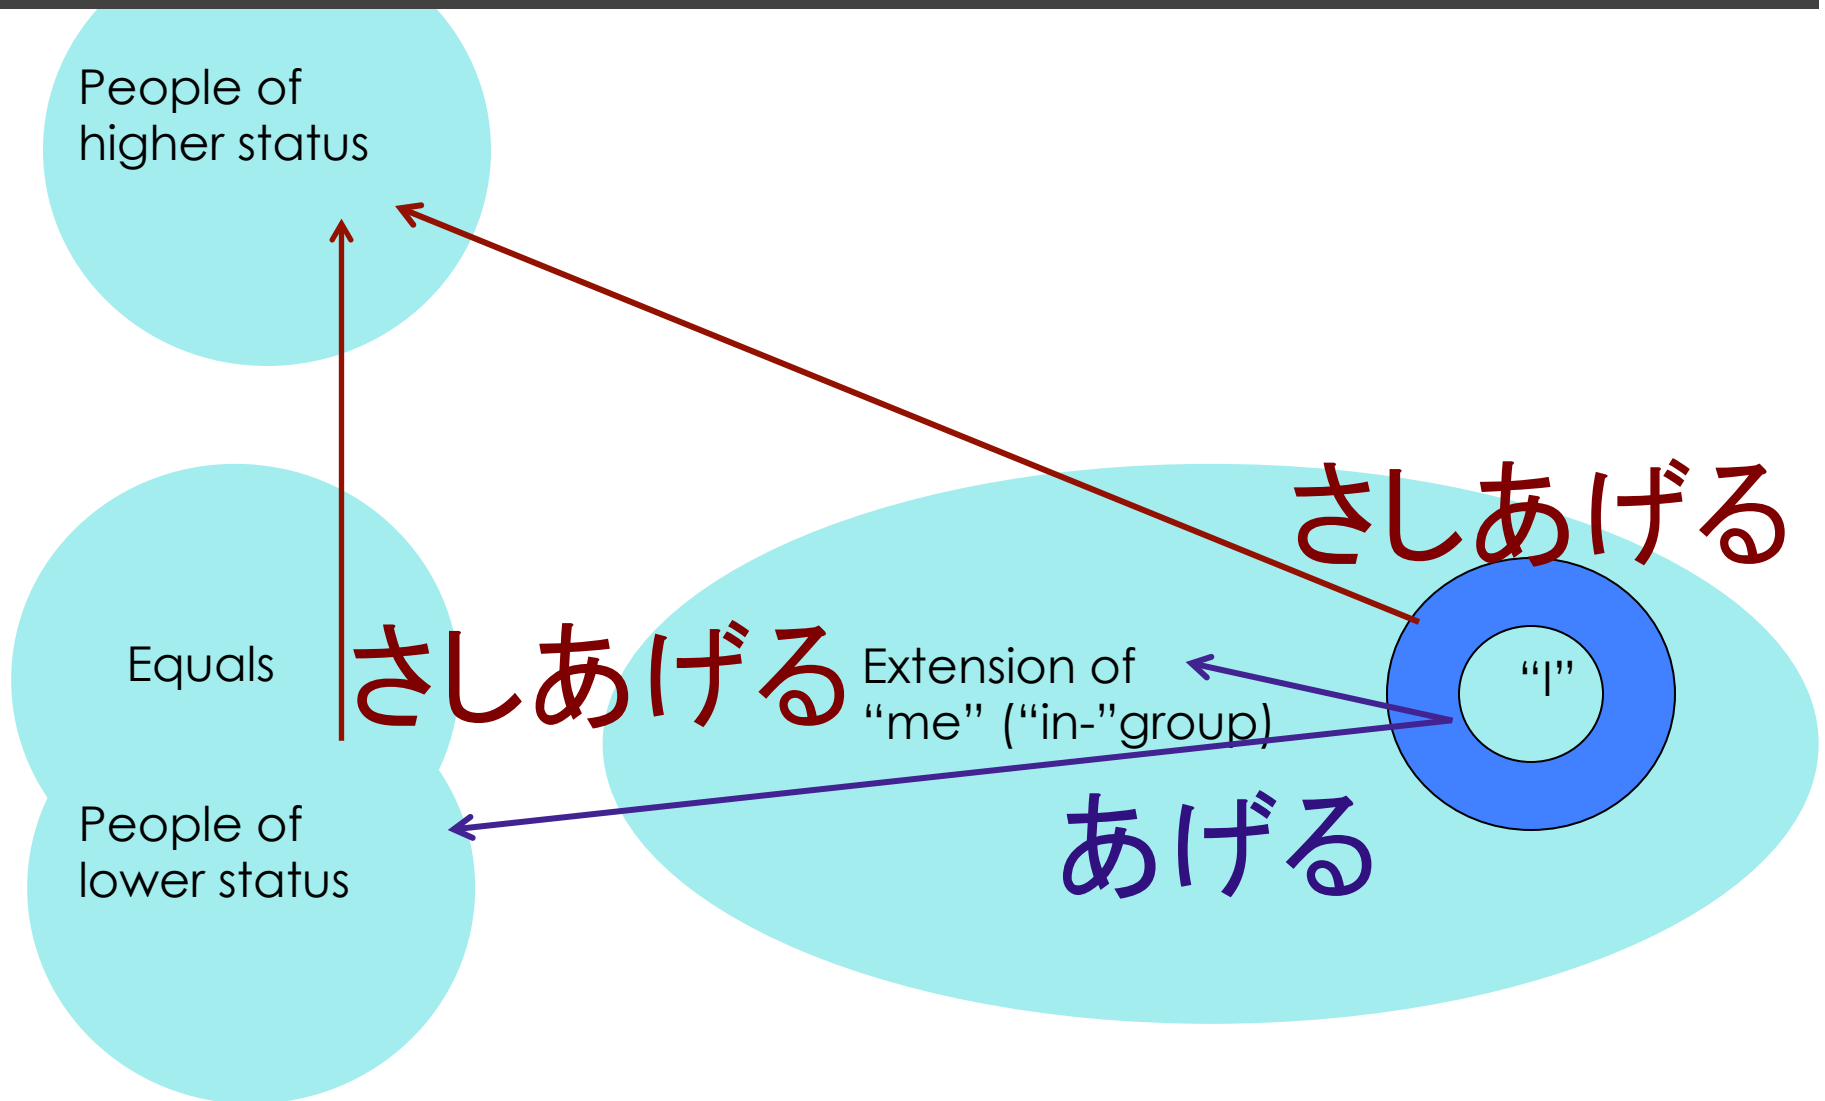 People of
higher status
さしあげる
Equals
さしあげる
Extension of
“me” (“in-”group)
“I”
あげる
People of
lower status